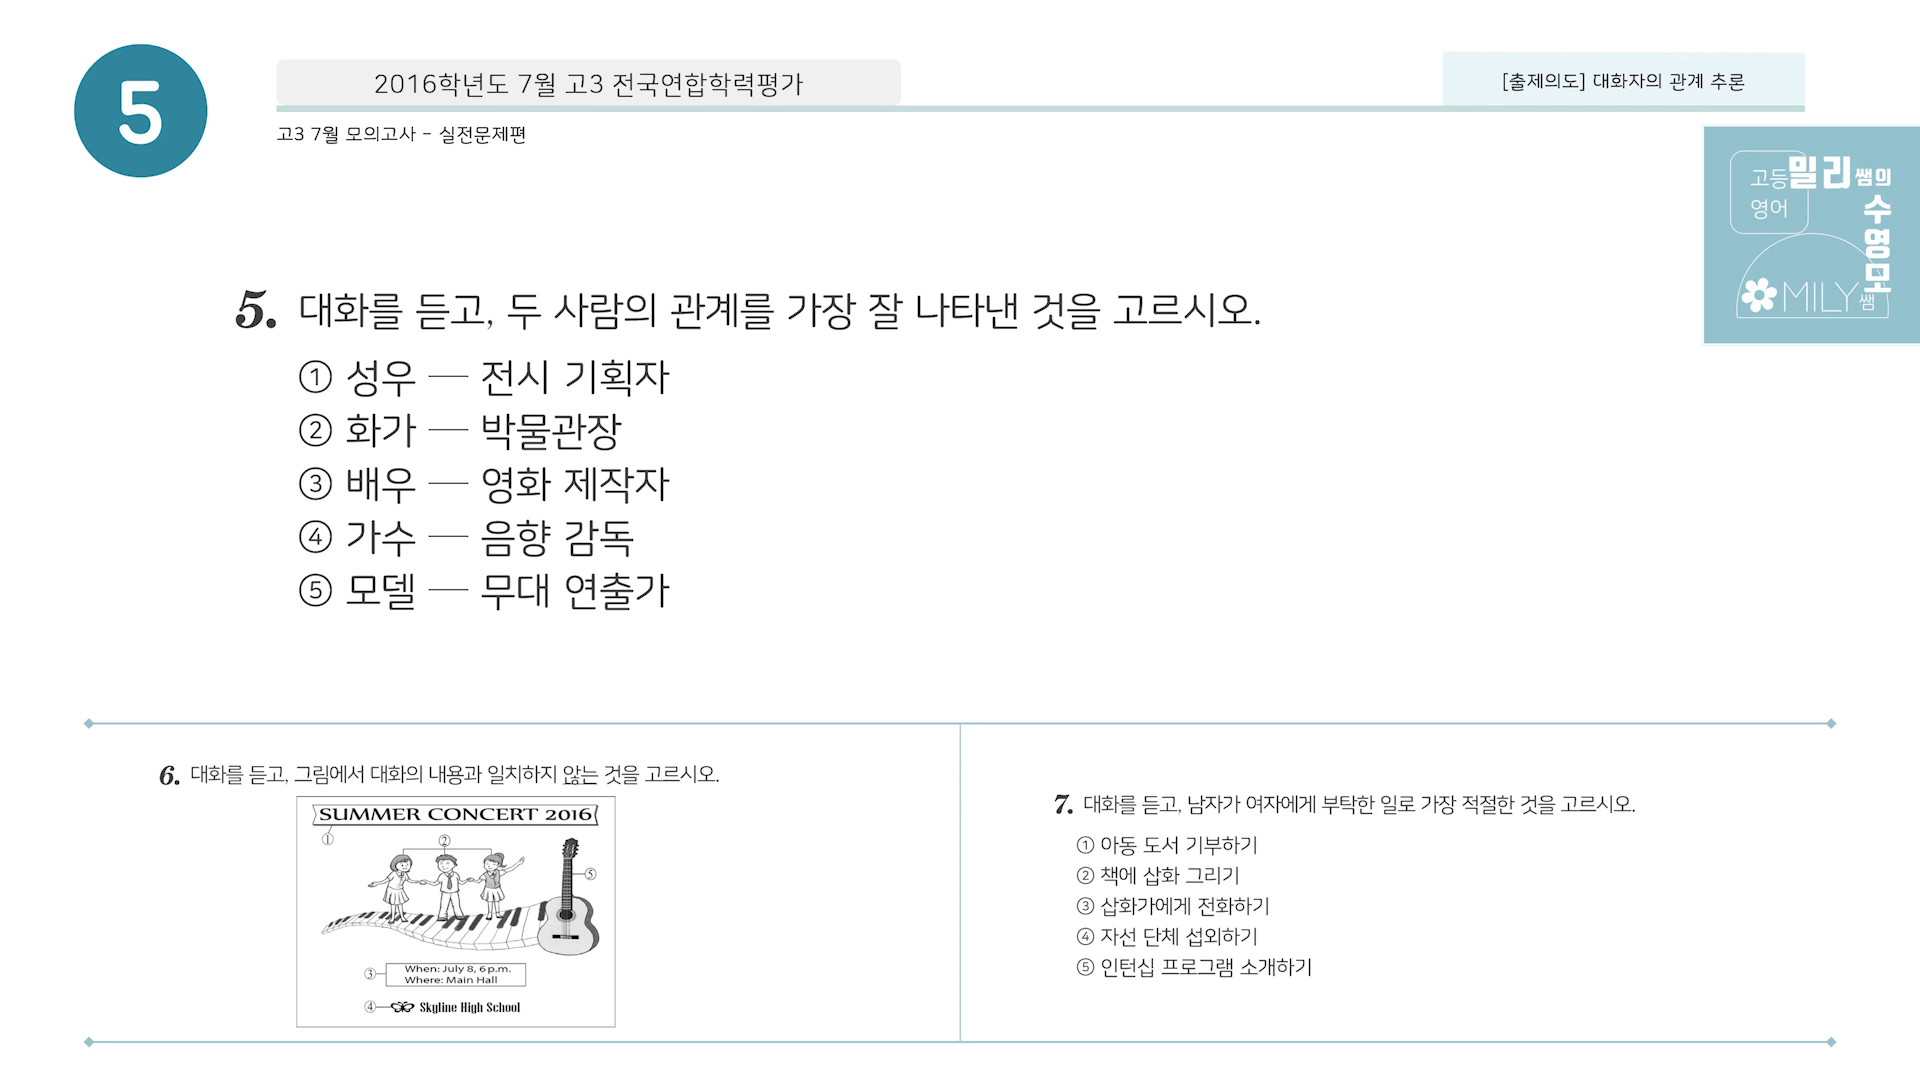 5
2016학년도 7월 고3 전국연합학력평가
[출제의도] 대화자의 관계 추론
고3 7월 모의고사 - 실전문제편
고등 밀리쌤의
영어
수영모
MILY쌤
5. 대화를 듣고, 두 사람의 관계를 가장 잘 나타낸 것을 고르시오.
① 성우 ― 전시 기획자
② 화가 ― 박물관장
③ 배우 ― 영화 제작자
④ 가수 ― 음향 감독
⑤ 모델 ― 무대 연출가
6. 대화를 듣고, 그림에서 대화의 내용과 일치하지 않는 것을 고르시오.
SUMMER CONCERT 2016
①
②
⑤
③
When: July 8, 6 p.m.
Where: Main Hall
④ Skyline High School
7. 대화를 듣고, 남자가 여자에게 부탁한 일로 가장 적절한 것을 고르시오.
① 아동 도서 기부하기
② 책에 삽화 그리기
③ 삽화가에게 전화하기
④ 자선 단체 섭외하기
⑤ 인턴십 프로그램 소개하기